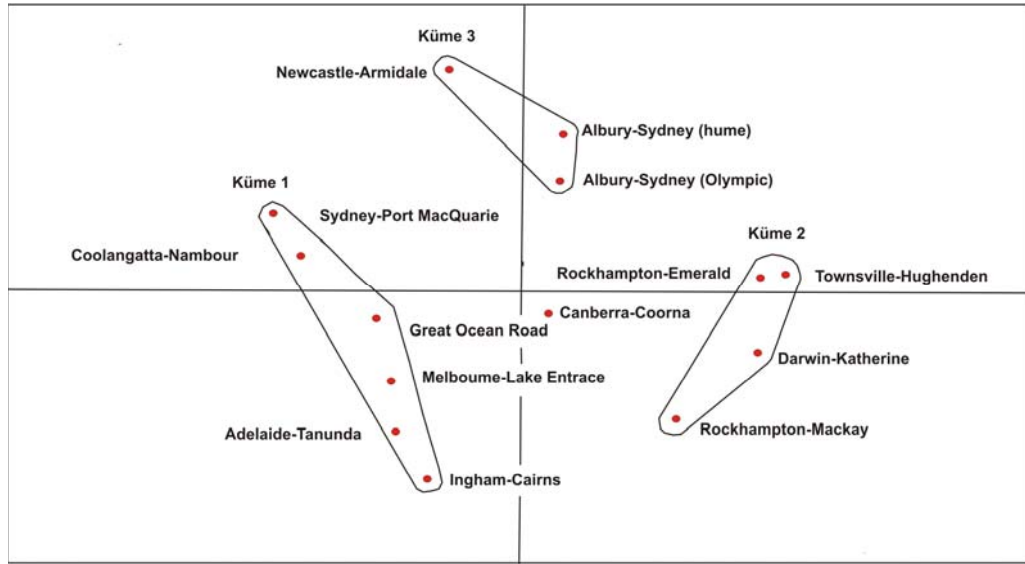 Küme 3
Newcastle-Armidale
Albury-Sydney (hume)
Albury-Sydney (Olympic)
Küme 1
Sydney-Port MacQuarie
Coolangatta-Nambour
Küme 2
Rockhampton-Emerald
Townsville-Hughenden
Canberra-Coorna
Great Ocean Road
Darwin-Katherine
Melboume-Lake Entrace
Adelaide-Tanunda
Rockhampton-Mackay
Ingham-Cairns